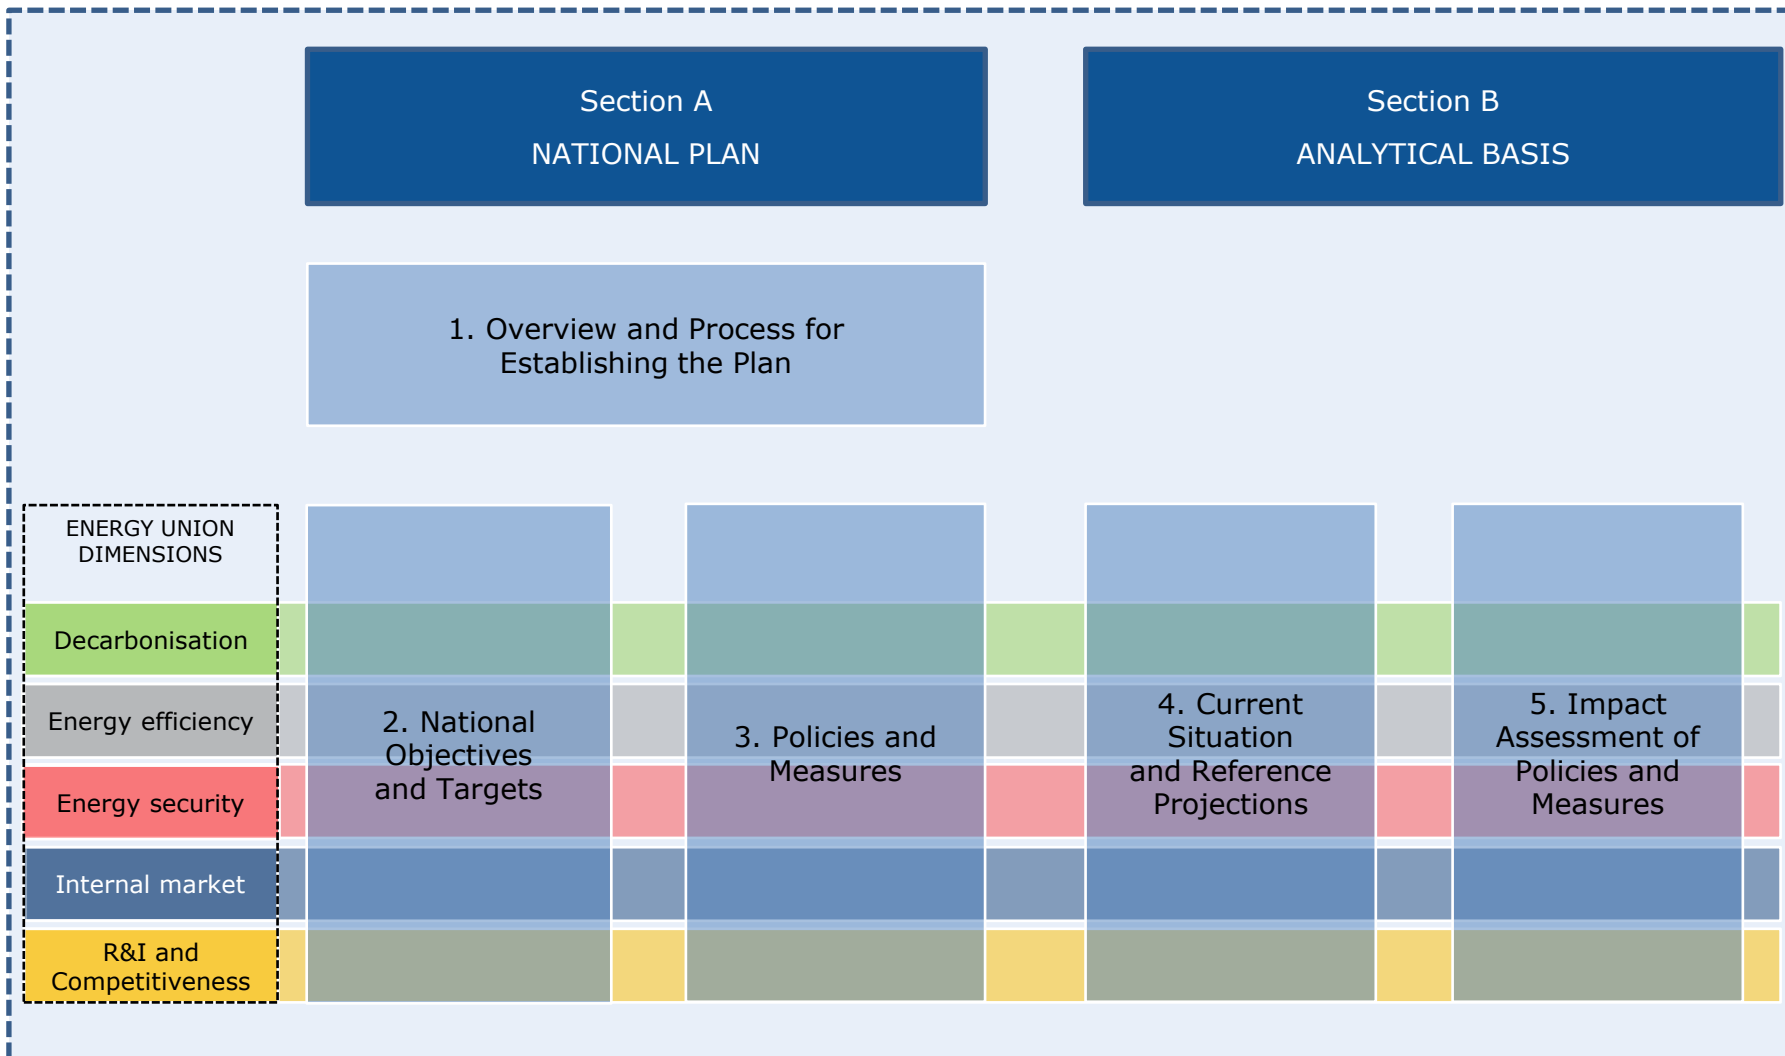 Section A
NATIONAL PLAN
Section B
ANALYTICAL BASIS
1. Overview and Process for
Establishing the Plan
ENERGY UNION
DIMENSIONS
Decarbonisation
Energy efficiency
Energy security
Internal market
R&I and
Competitiveness
2. National
Objectives
and Targets
3. Policies and
Measures
4. Current
Situation
and Reference
Projections
5. Impact
Assessment of
Policies and
Measures